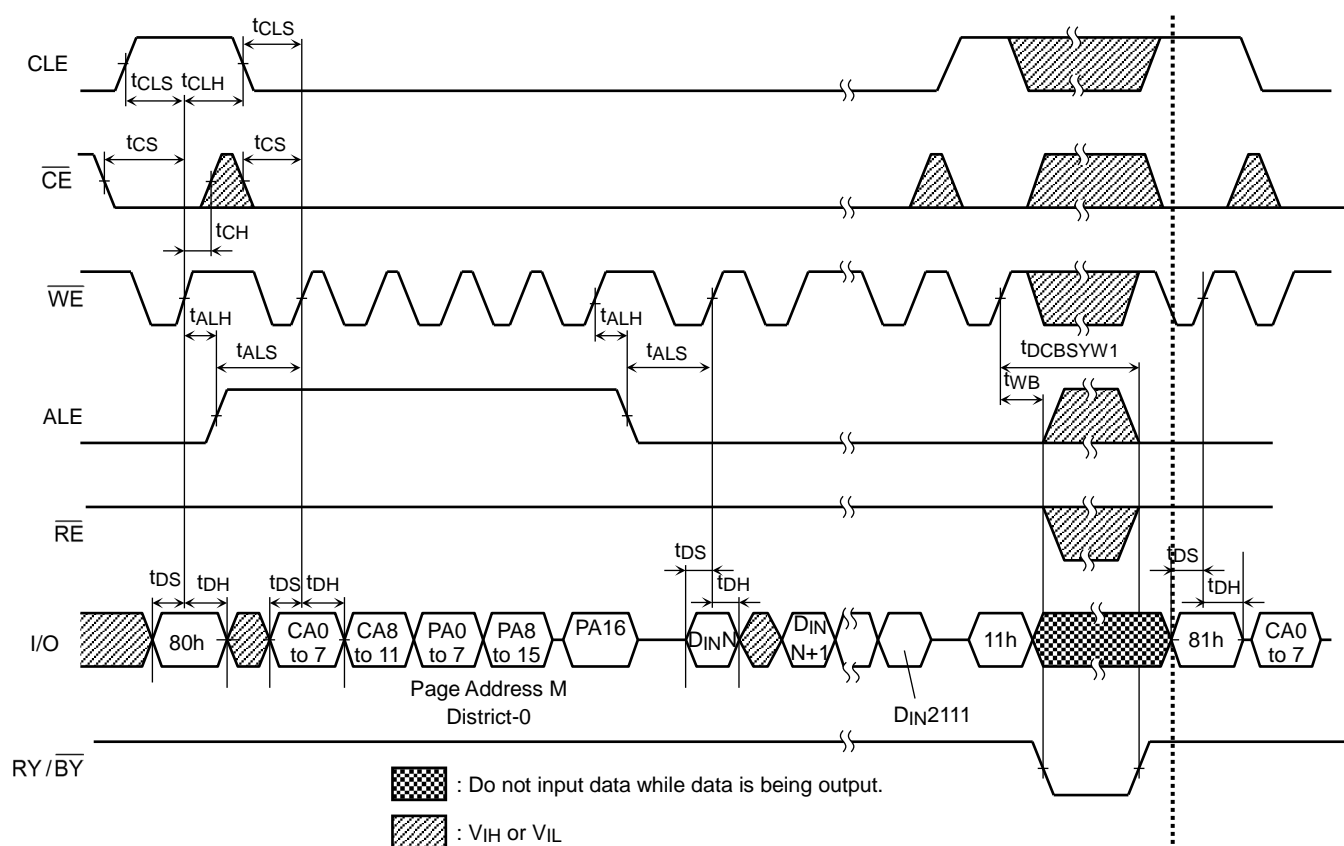 tCLS
CLE
tCLS tCLH
tCS tCS
CE
tCH
WE
tALH tALH
tALS tALS tDCBSYW1
tWB
ALE
RE
tDS tDH tDS tDH tDS tDH tDS tDH
I/O 80h CA0 to 7 CA8 to 11 PA0 to 7 PA8 to 15 PA16 DINN DIN N+1 11h 81h CA0 to 7
Page Address M
District-0
DIN2111
RY/BY
: Do not input data while data is being output.
: VIH or VIL